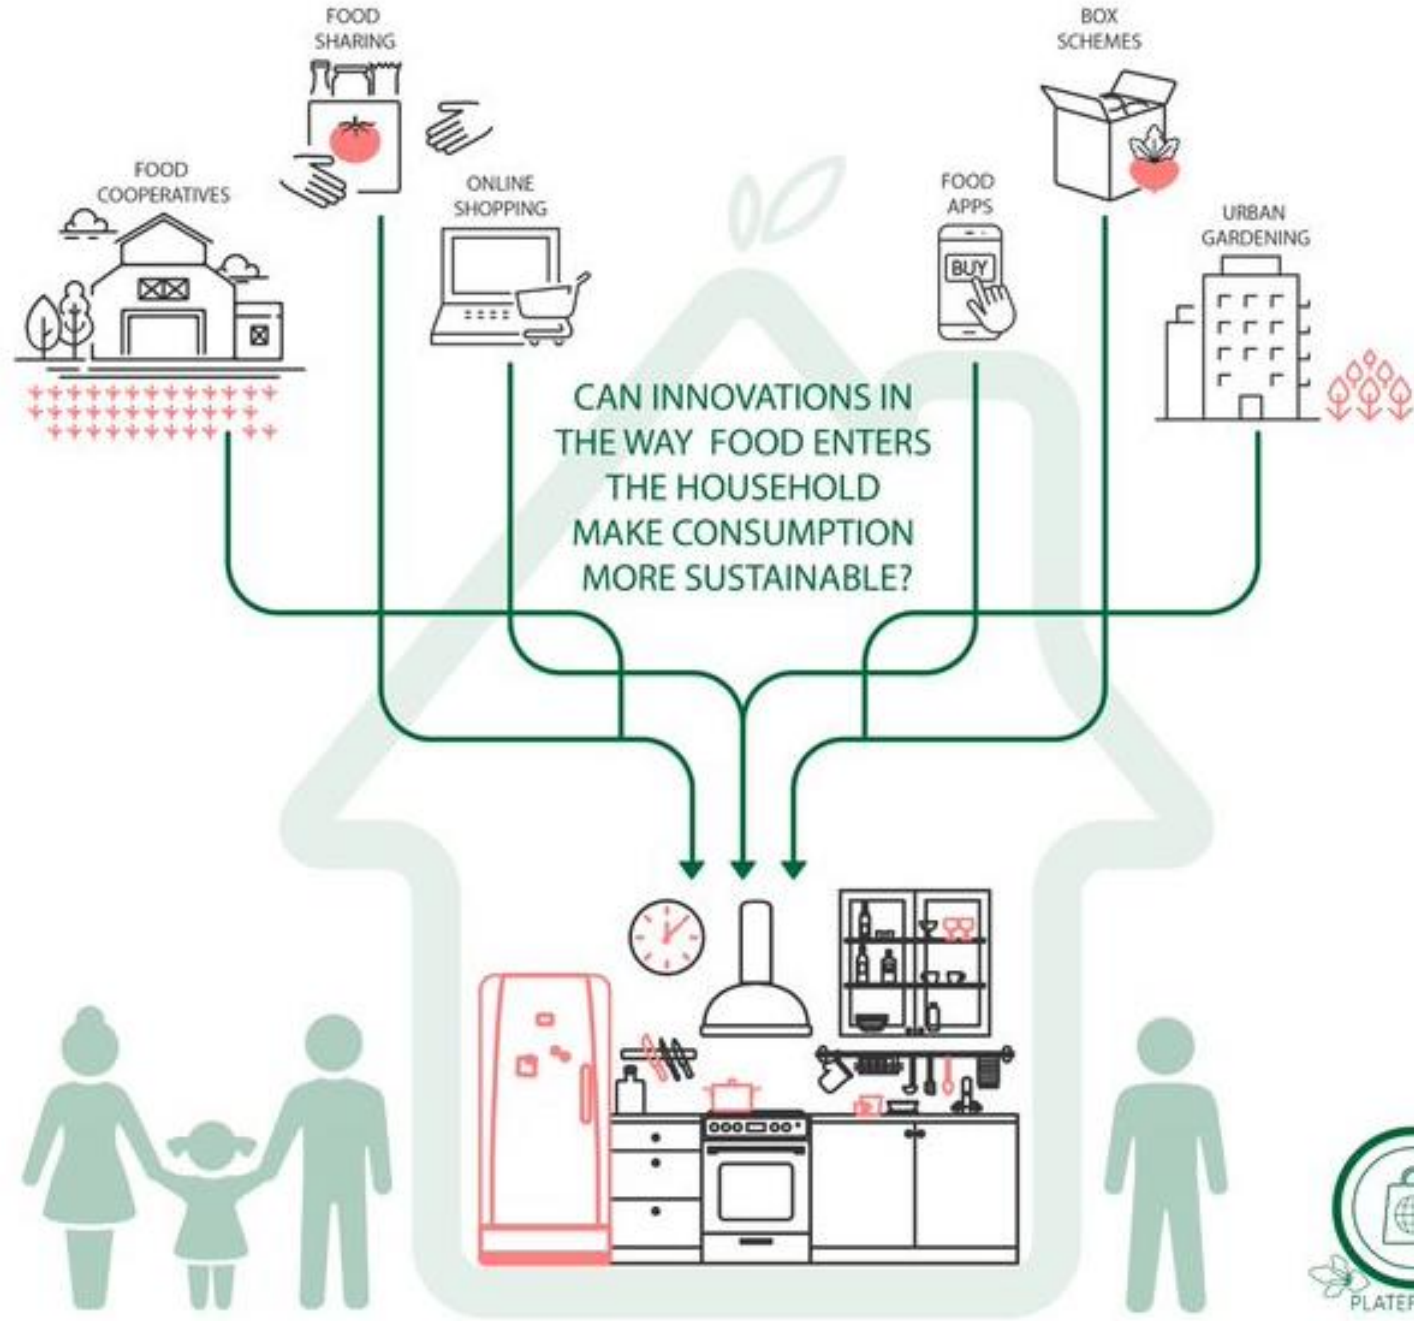 FOOD
SHARING
BOX
SCHEMES
FOOD
COOPERATIVES
ONLINE
SHOPPING
FOOD
APPS
URBAN
GARDENING
BUY
CAN INNOVATIONS IN
THE WAY FOOD ENTERS
THE HOUSEHOLD
MAKE CONSUMPTION
MORE SUSTAINABLE?